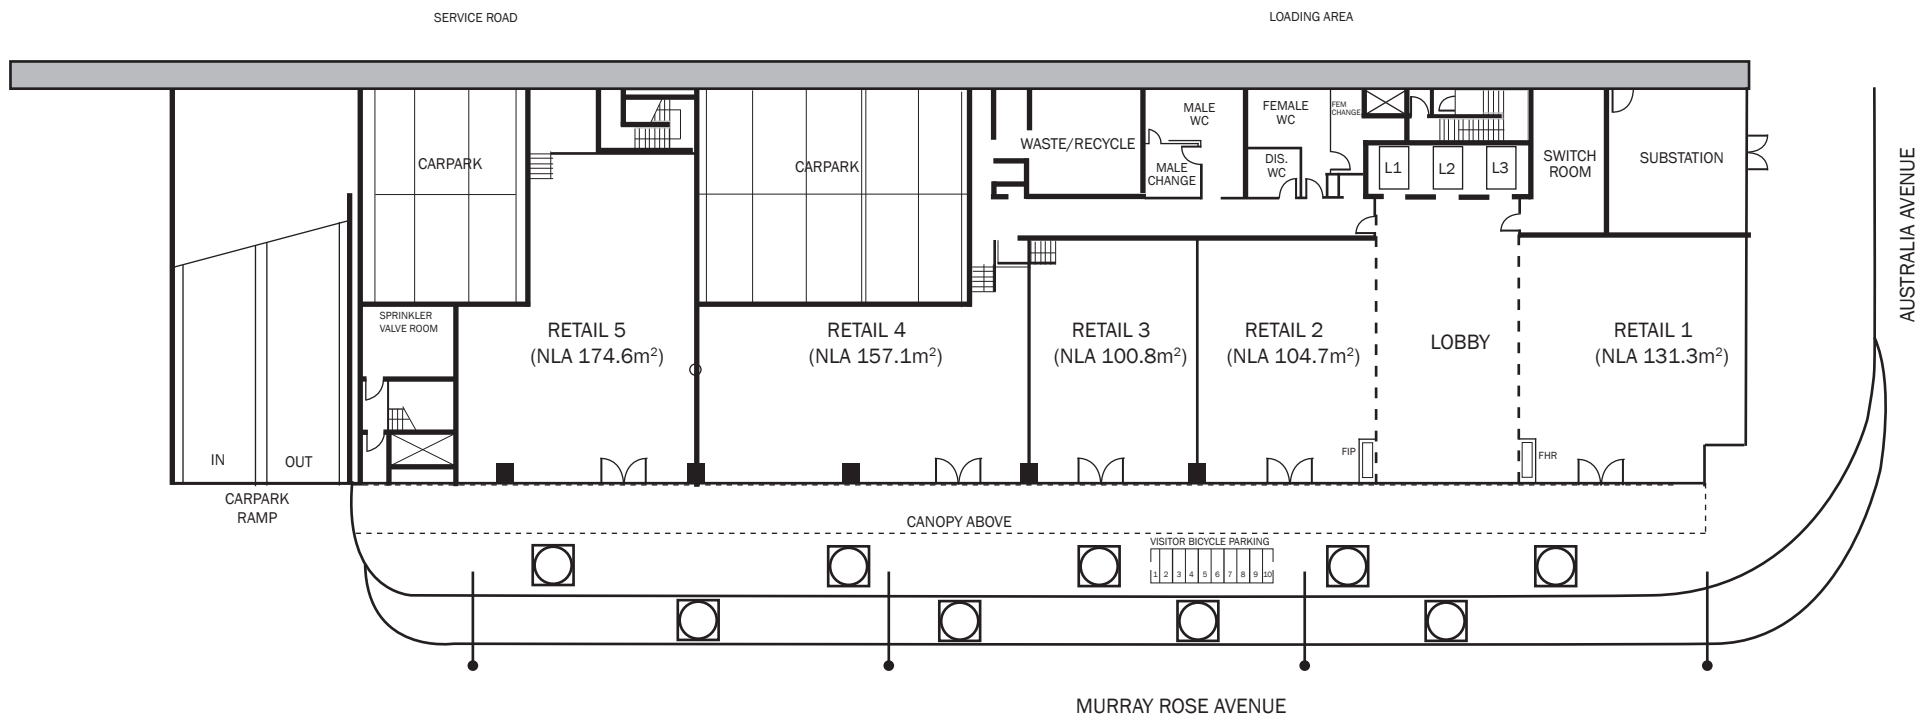 SERVICE ROAD
LOADING AREA
MALE
WC
FEMALE
WC
FEM
CHANGE
CARPARK
CARPARK
WASTE/RECYCLE
MALE
CHANGE
DIS.
WC
L1
L2
L3
SWITCH
ROOM
SUBSTATION
AUSTRALIA AVENUE
SPRINKLER
VALVE ROOM
RETAIL 5
(NLA 174.6m²)
RETAIL 4
(NLA 157.1m²)
RETAIL 3
(NLA 100.8m²)
RETAIL 2
(NLA 104.7m²)
LOBBY
RETAIL 1
(NLA 131.3m²)
IN
OUT
FIP
FHR
CARPARK
RAMP
CANOPY ABOVE
VISITOR BICYCLE PARKING
1 2 3 4 5 6 7 8 9 10
MURRAY ROSE AVENUE